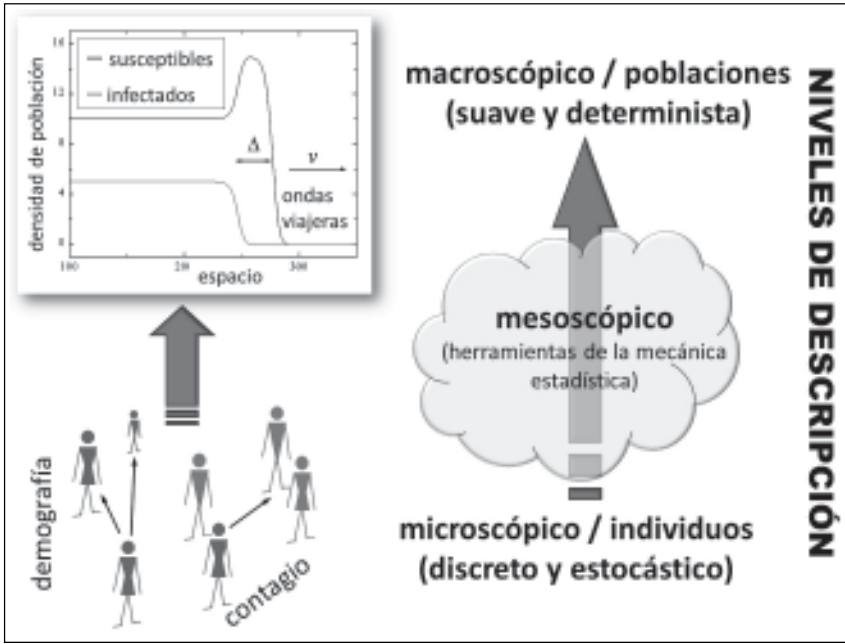 susceptibles
infectados
densidad de población
16
12
8
4
0
Δ
v
ondas
viajeras
100
200
300
espacio
demografía
contagio
macroscópico / poblaciones
(suave y determinista)
mesoscópico
(herramientas de la mecánica
estadística)
microscópico / individuos
(discreto y estocástico)
NIVELES DE DESCRIPCIÓN